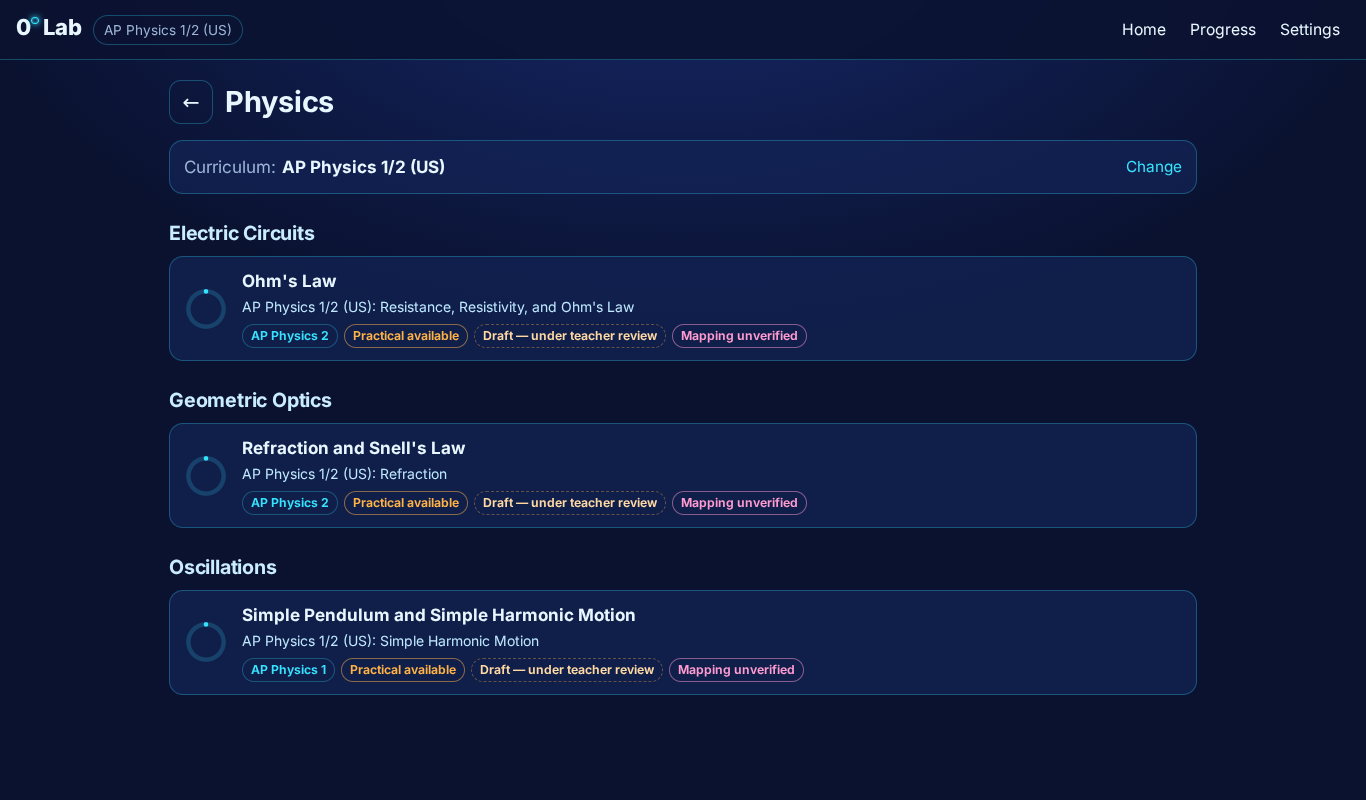 0°Lab AP Physics 1/2 (US) Home Progress Settings
← Physics
Curriculum: AP Physics 1/2 (US) Change
Electric Circuits
Ohm's Law
AP Physics 1/2 (US): Resistance, Resistivity, and Ohm's Law
AP Physics 2 Practical available Draft — under teacher review Mapping unverified
Geometric Optics
Refraction and Snell's Law
AP Physics 1/2 (US): Refraction
AP Physics 2 Practical available Draft — under teacher review Mapping unverified
Oscillations
Simple Pendulum and Simple Harmonic Motion
AP Physics 1/2 (US): Simple Harmonic Motion
AP Physics 1 Practical available Draft — under teacher review Mapping unverified